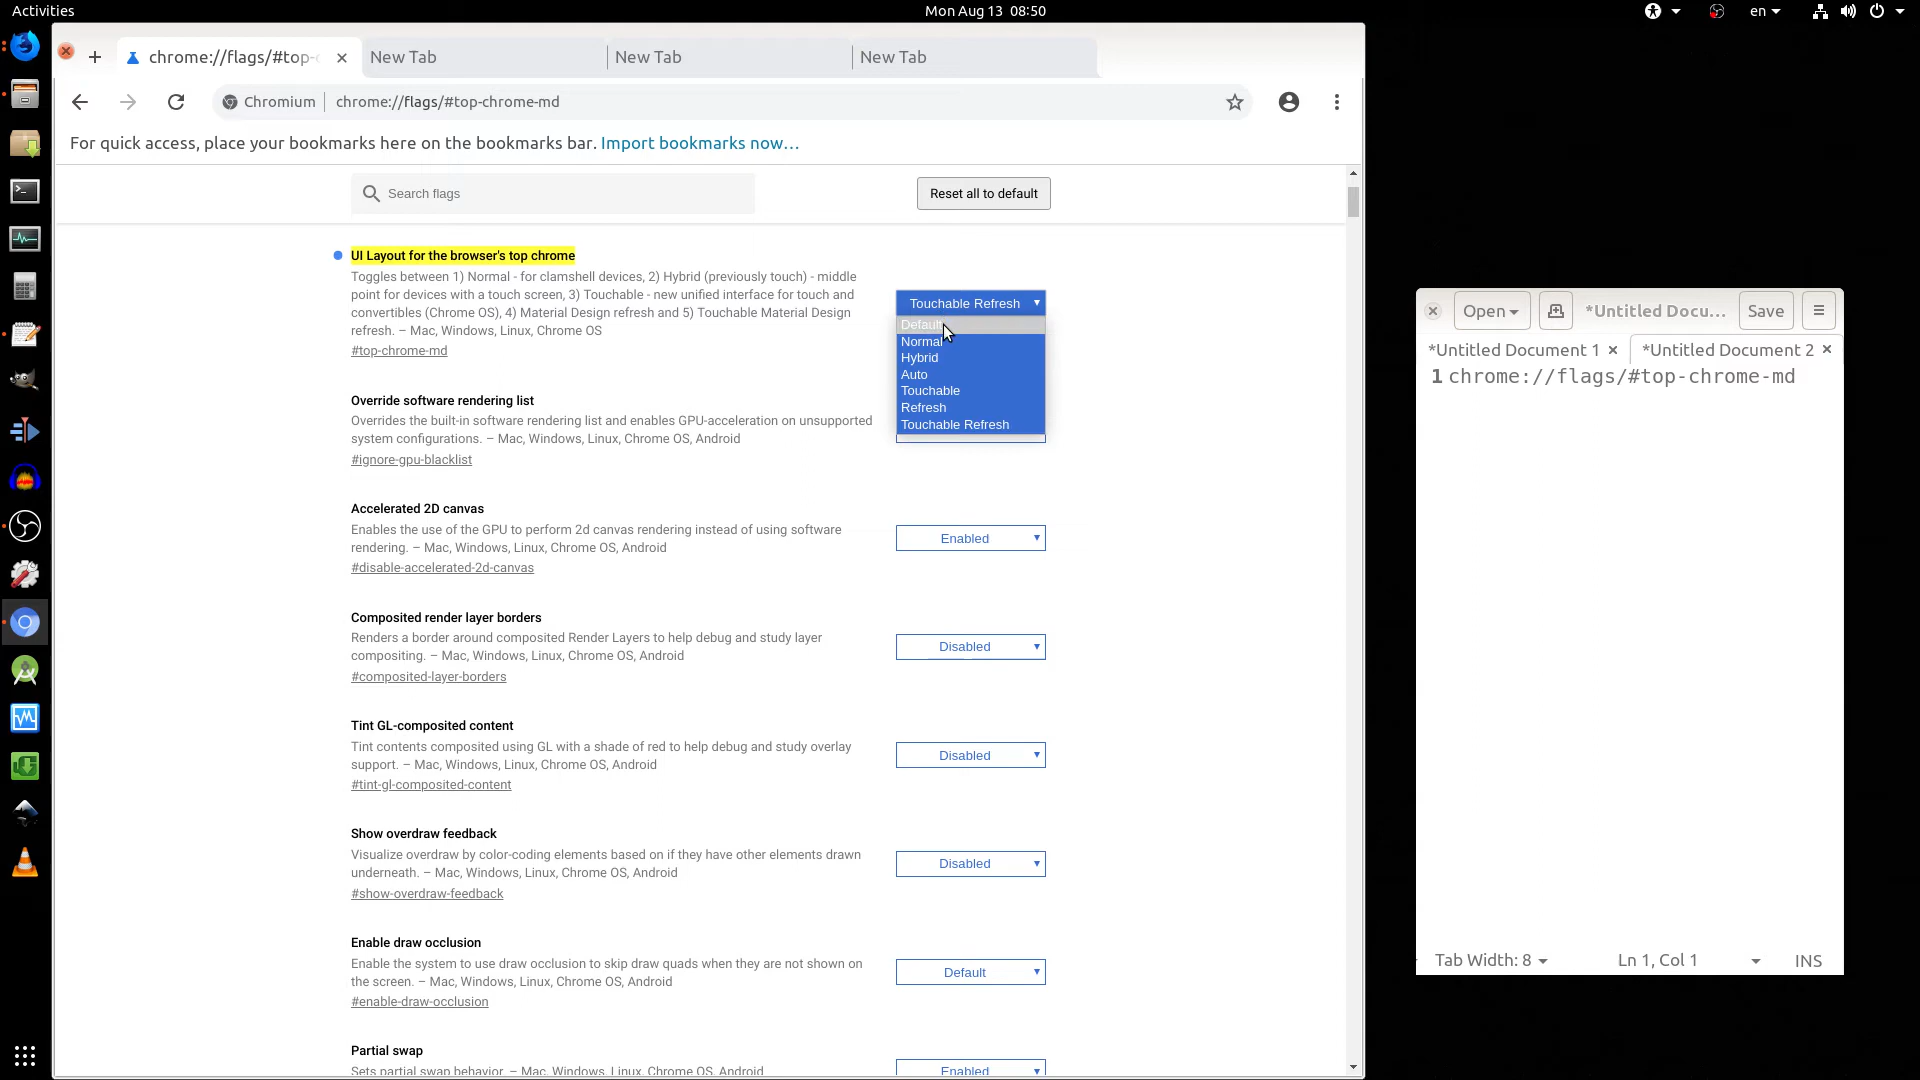 Activities
Mon Aug 13 08:50
en
chrome://flags/#top-c
New Tab
New Tab
New Tab
Chromium
chrome://flags/#top-chrome-md
For quick access, place your bookmarks here on the bookmarks bar. Import bookmarks now…
Search flags
Reset all to default
UI Layout for the browser's top chrome
Toggles between 1) Normal - for clamshell devices, 2) Hybrid (previously touch) - middle
point for devices with a touch screen, 3) Touchable - new unified interface for touch and
convertibles (Chrome OS), 4) Material Design refresh and 5) Touchable Material Design
refresh. – Mac, Windows, Linux, Chrome OS
#top-chrome-md
Touchable Refresh
Default
Normal
Hybrid
Auto
Touchable
Refresh
Touchable Refresh
Override software rendering list
Overrides the built-in software rendering list and enables GPU-acceleration on unsupported
system configurations. – Mac, Windows, Linux, Chrome OS, Android
#ignore-gpu-blacklist
Accelerated 2D canvas
Enables the use of the GPU to perform 2d canvas rendering instead of using software
rendering. – Mac, Windows, Linux, Chrome OS, Android
#disable-accelerated-2d-canvas
Enabled
Composited render layer borders
Renders a border around composited Render Layers to help debug and study layer
compositing. – Mac, Windows, Linux, Chrome OS, Android
#composited-layer-borders
Disabled
Tint GL-composited content
Tint contents composited using GL with a shade of red to help debug and study overlay
support. – Mac, Windows, Linux, Chrome OS, Android
#tint-gl-composited-content
Disabled
Show overdraw feedback
Visualize overdraw by color-coding elements based on if they have other elements drawn
underneath. – Mac, Windows, Linux, Chrome OS, Android
#show-overdraw-feedback
Disabled
Enable draw occlusion
Enable the system to use draw occlusion to skip draw quads when they are not shown on
the screen. – Mac, Windows, Linux, Chrome OS, Android
#enable-draw-occlusion
Default
Partial swap
Sets partial swap behavior. – Mac, Windows, Linux, Chrome OS, Android
Enabled
Open
*Untitled Docu…
Save
*Untitled Document 1
*Untitled Document 2
1 chrome://flags/#top-chrome-md
Tab Width: 8
Ln 1, Col 1
INS